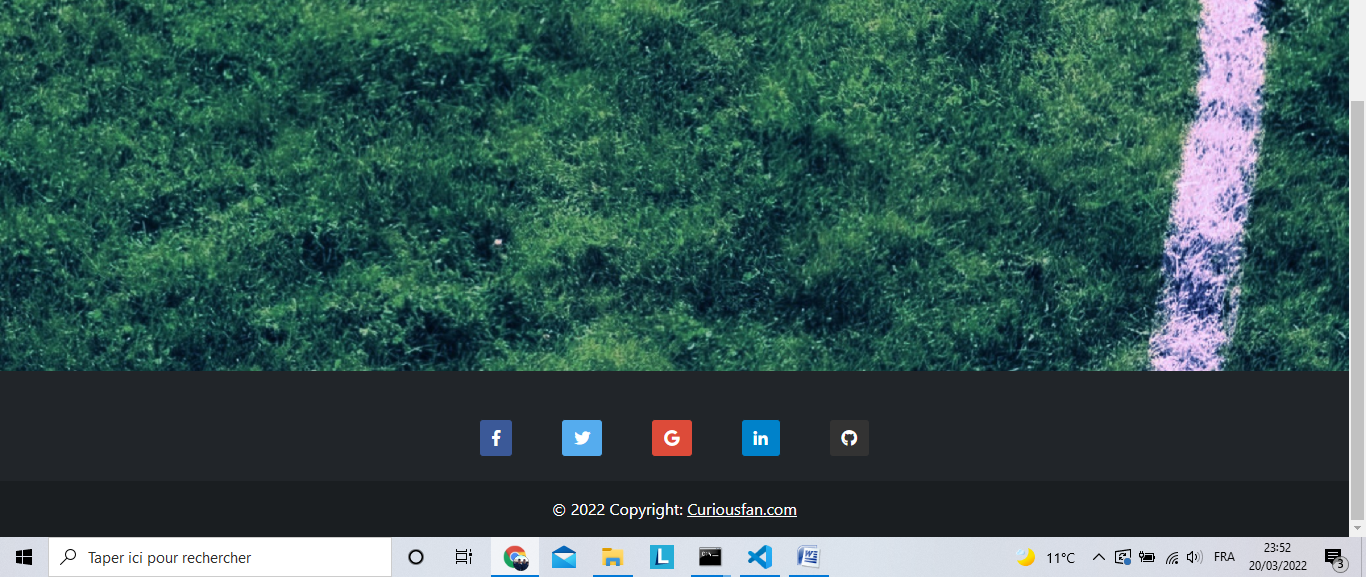 © 2022 Copyright: Curiousfan.com
Taper ici pour rechercher
L
C:\.
W
11°C
FRA
23:52
20/03/2022
3